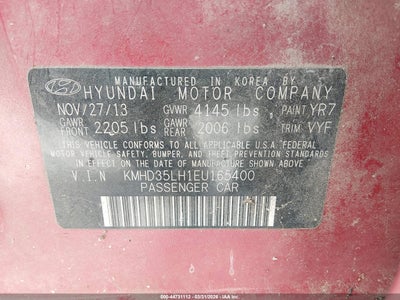 MANUFACTURED IN KOREA BY
HYUNDAI MOTOR COMPANY
NOV/27/13 GVWR 4145 lbs PAINT YR7
GAWR FRONT 2205 lbs GAWR REAR 2006 lbs TRIM VYF
THIS VEHICLE CONFORMS TO ALL APPLICABLE U.S.A. FEDERAL
MOTOR VEHICLE SAFETY, BUMPER, AND THEFT PREVENTION
STANDARDS IN EFFECT ON THE DATE OF MANUFACTURE
SHOWN ABOVE.
V.I.N KMHD35LH1EU165400
PASSENGER CAR